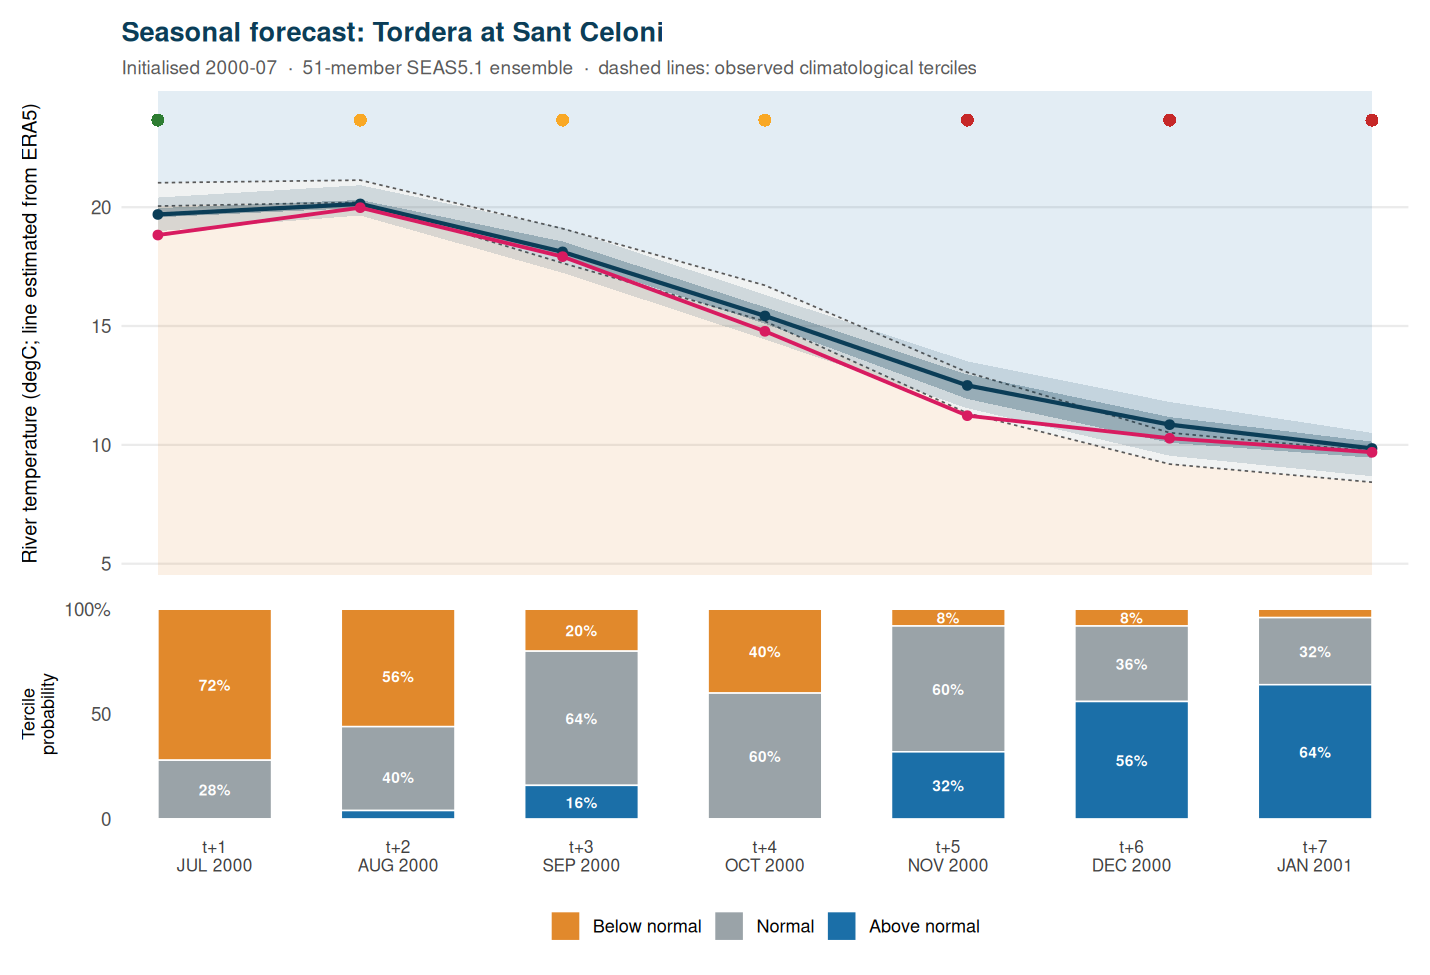 Seasonal forecast: Tordera at Sant Celoni
Initialised 2000-07 · 51-member SEAS5.1 ensemble · dashed lines: observed climatological terciles
River temperature (degC; line estimated from ERA5)
20
15
10
5
Tercile
probability
100%
50
0
72%
28%
56%
40%
20%
64%
16%
40%
60%
8%
60%
32%
8%
36%
56%
32%
64%
t+1
JUL 2000
t+2
AUG 2000
t+3
SEP 2000
t+4
OCT 2000
t+5
NOV 2000
t+6
DEC 2000
t+7
JAN 2001
Below normal
Normal
Above normal